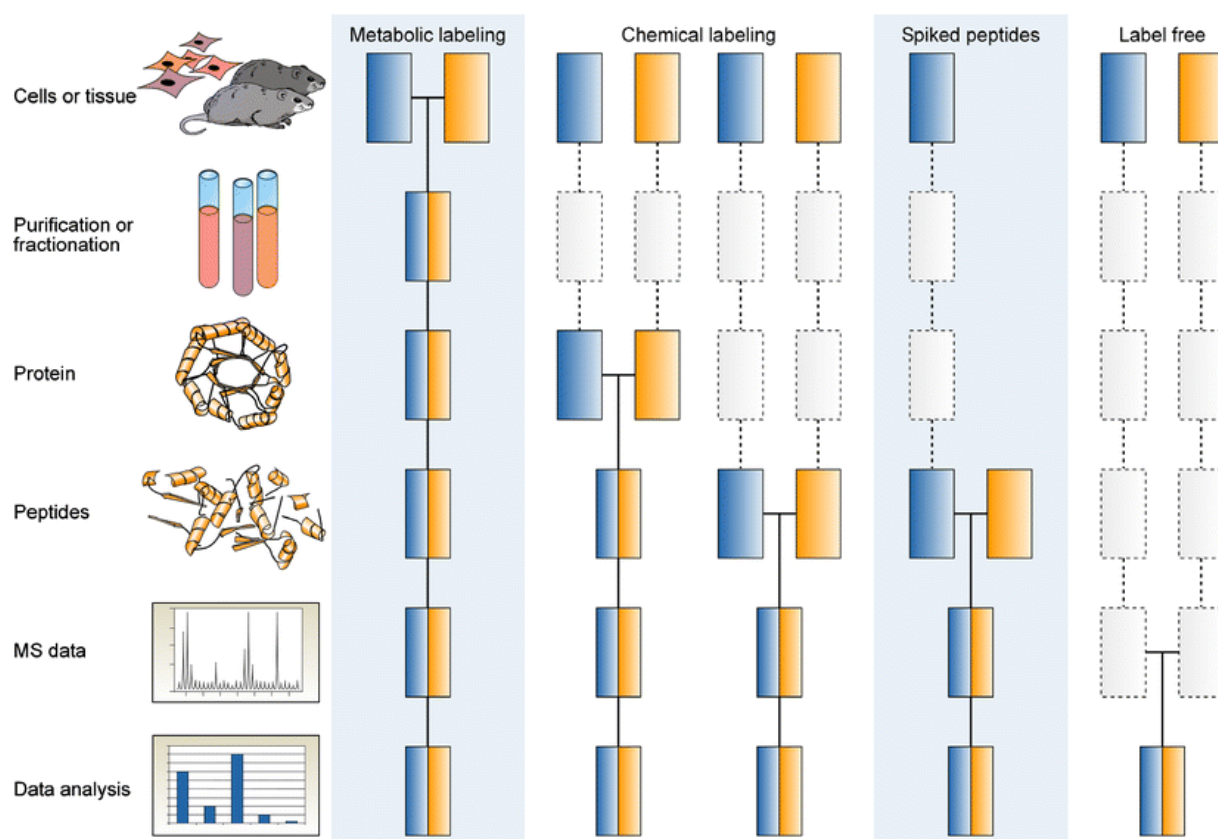 Metabolic labeling
Chemical labeling
Spiked peptides
Label free
Cells or tissue
Purification or
fractionation
Protein
Peptides
MS data
Data analysis